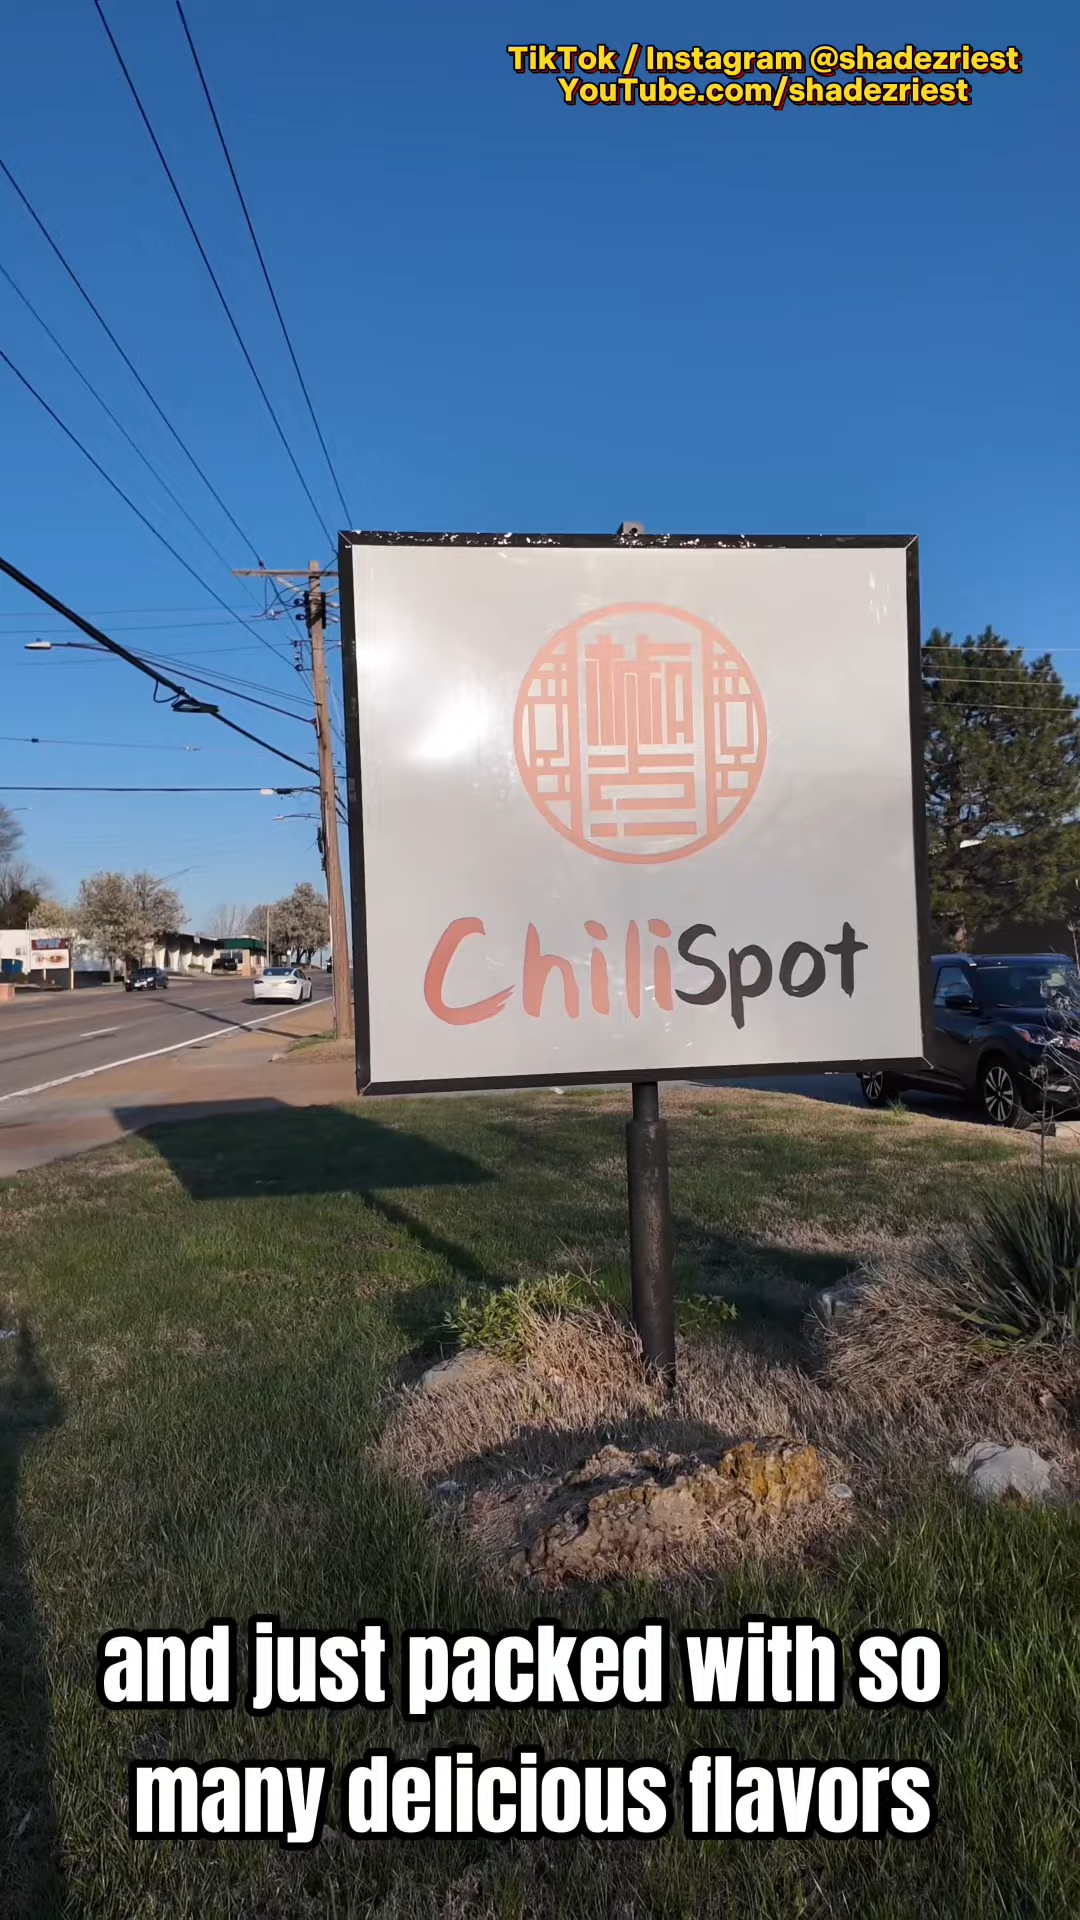 TikTok / Instagram @shadezriest
YouTube.com/shadezriest
ChiliSpot
and just packed with so
many delicious flavors